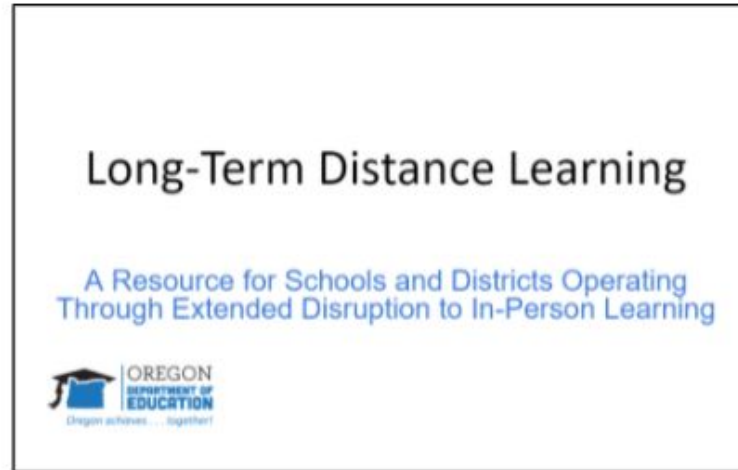 Long-Term Distance Learning
A Resource for Schools and Districts Operating
Through Extended Disruption to In-Person Learning
OREGON
DEPARTMENT OF
EDUCATION
Oregon achieves . . . together!